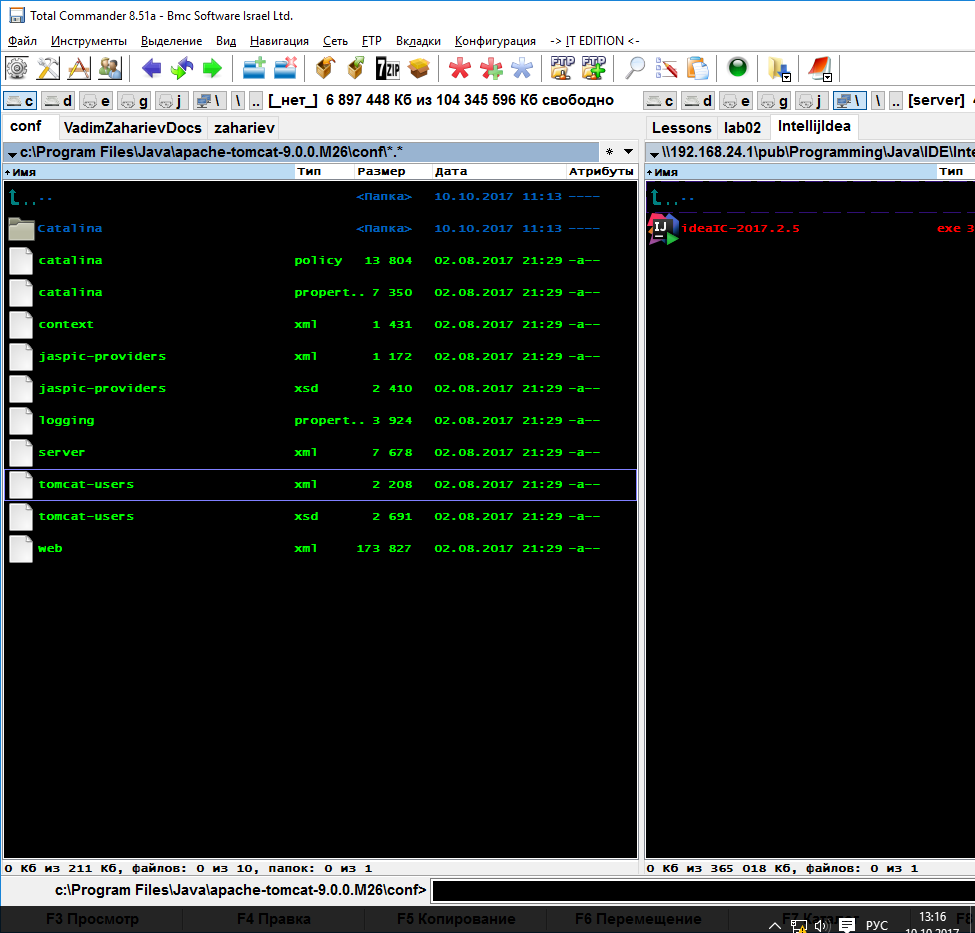 Total Commander 8.51a - Bmc Software Israel Ltd.
Файл Инструменты Выделение Вид Навигация Сеть FTP Вкладки Конфигурация -> IT EDITION <-
7ZIP FTP FTP
c d e g j \ \ .. [_нет_] 6 897 448 Кб из 104 345 596 Кб свободно
c d e g j \ \ .. [server]
conf VadimZaharievDocs zahariev
Lessons lab02 IntellijIdea
c:\Program Files\Java\apache-tomcat-9.0.0.M26\conf\*.* *
\\192.168.24.1\pub\Programming\Java\IDE\Inte
Имя Тип Размер Дата Атрибуты
Имя Тип
.. <Папка> 10.10.2017 11:13 ----
..
catalina <Папка> 10.10.2017 11:13 ----
ideaIC-2017.2.5 exe 3
catalina policy 13 804 02.08.2017 21:29 -a--
catalina propert.. 7 350 02.08.2017 21:29 -a--
context xml 1 431 02.08.2017 21:29 -a--
jaspic-providers xml 1 172 02.08.2017 21:29 -a--
jaspic-providers xsd 2 410 02.08.2017 21:29 -a--
logging propert.. 3 924 02.08.2017 21:29 -a--
server xml 7 678 02.08.2017 21:29 -a--
tomcat-users xml 2 208 02.08.2017 21:29 -a--
tomcat-users xsd 2 691 02.08.2017 21:29 -a--
web xml 173 827 02.08.2017 21:29 -a--
0 Кб из 211 Кб, файлов: 0 из 10, папок: 0 из 1
0 Кб из 365 018 Кб, файлов: 0 из 1
c:\Program Files\Java\apache-tomcat-9.0.0.M26\conf>
F3 Просмотр F4 Правка F5 Копирование F6 Перемещение F7 Каталог F8
РУС 13:16
10.10.2017